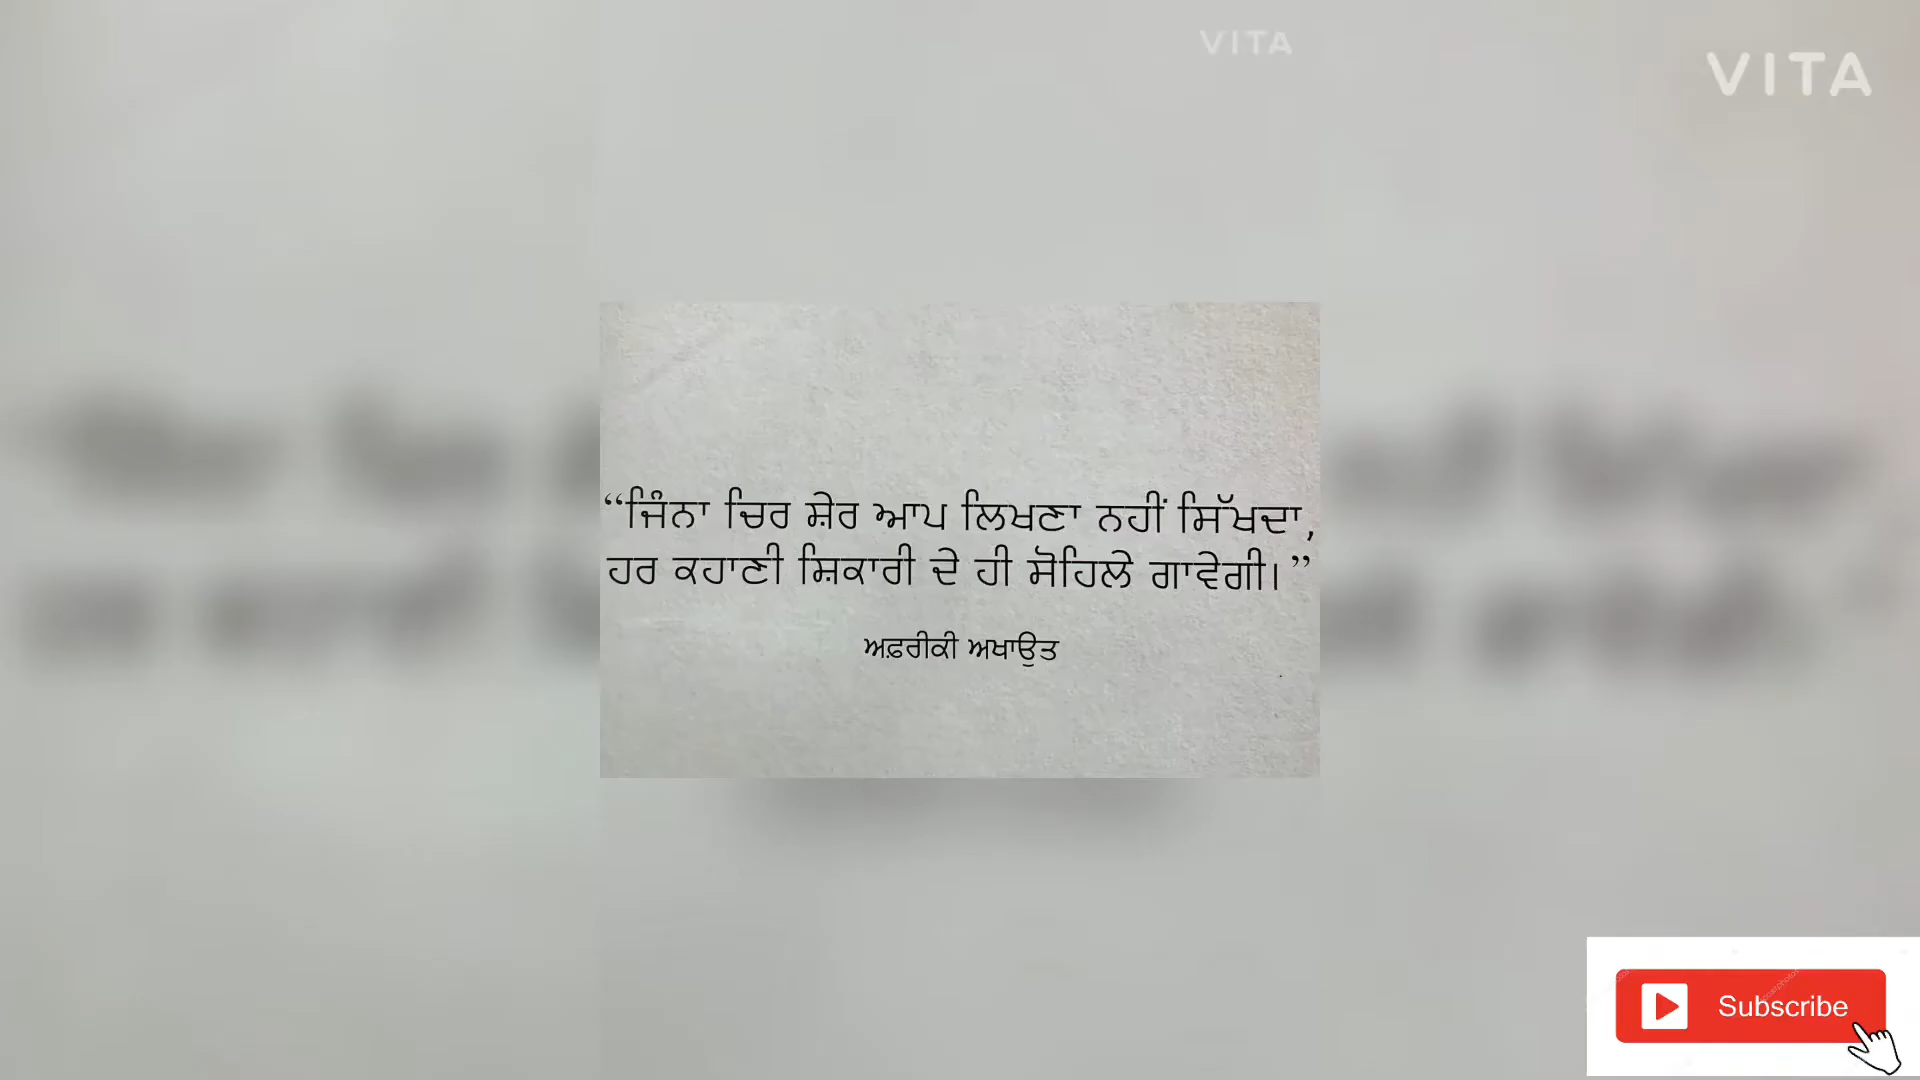 VITA
VITA
“ਜਿੰਨਾ ਚਿਰ ਸ਼ੇਰ ਆਪ ਲਿਖਣਾ ਨਹੀਂ ਸਿੱਖਦਾ,
ਹਰ ਕਹਾਣੀ ਸ਼ਿਕਾਰੀ ਦੇ ਹੀ ਸੋਹਿਲੇ ਗਾਵੇਗੀ। ”
ਅਫ਼ਰੀਕੀ ਅਖਾਉਤ
Subscribe